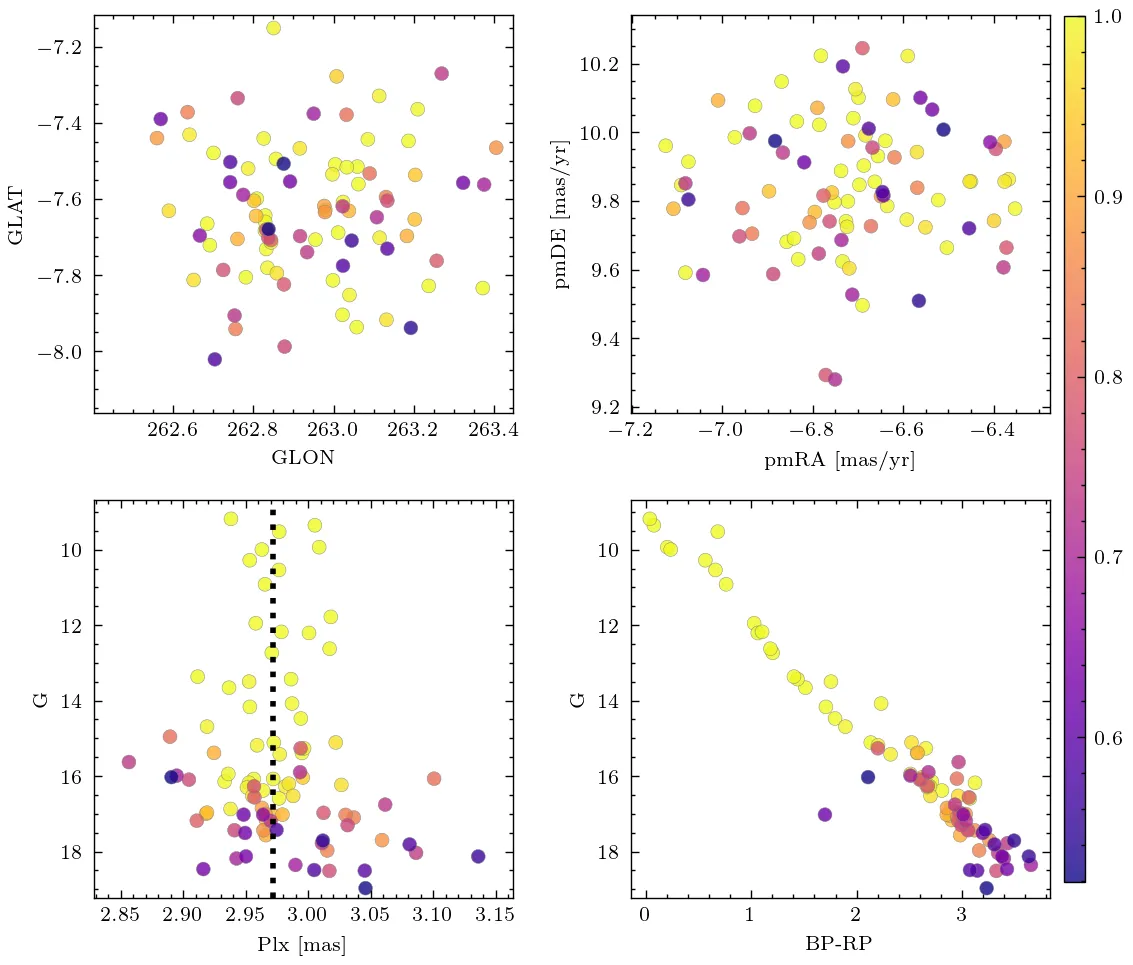 −7.2
−7.4
−7.6
−7.8
−8.0
GLAT
262.6 262.8 263.0 263.2 263.4
GLON
10.2
10.0
9.8
9.6
9.4
9.2
pmDE [mas/yr]
−7.2 −7.0 −6.8 −6.6 −6.4
pmRA [mas/yr]
1.0
0.9
0.8
0.7
0.6
10
12
14
16
18
G
2.85 2.90 2.95 3.00 3.05 3.10 3.15
Plx [mas]
10
12
14
16
18
G
0 1 2 3
BP-RP